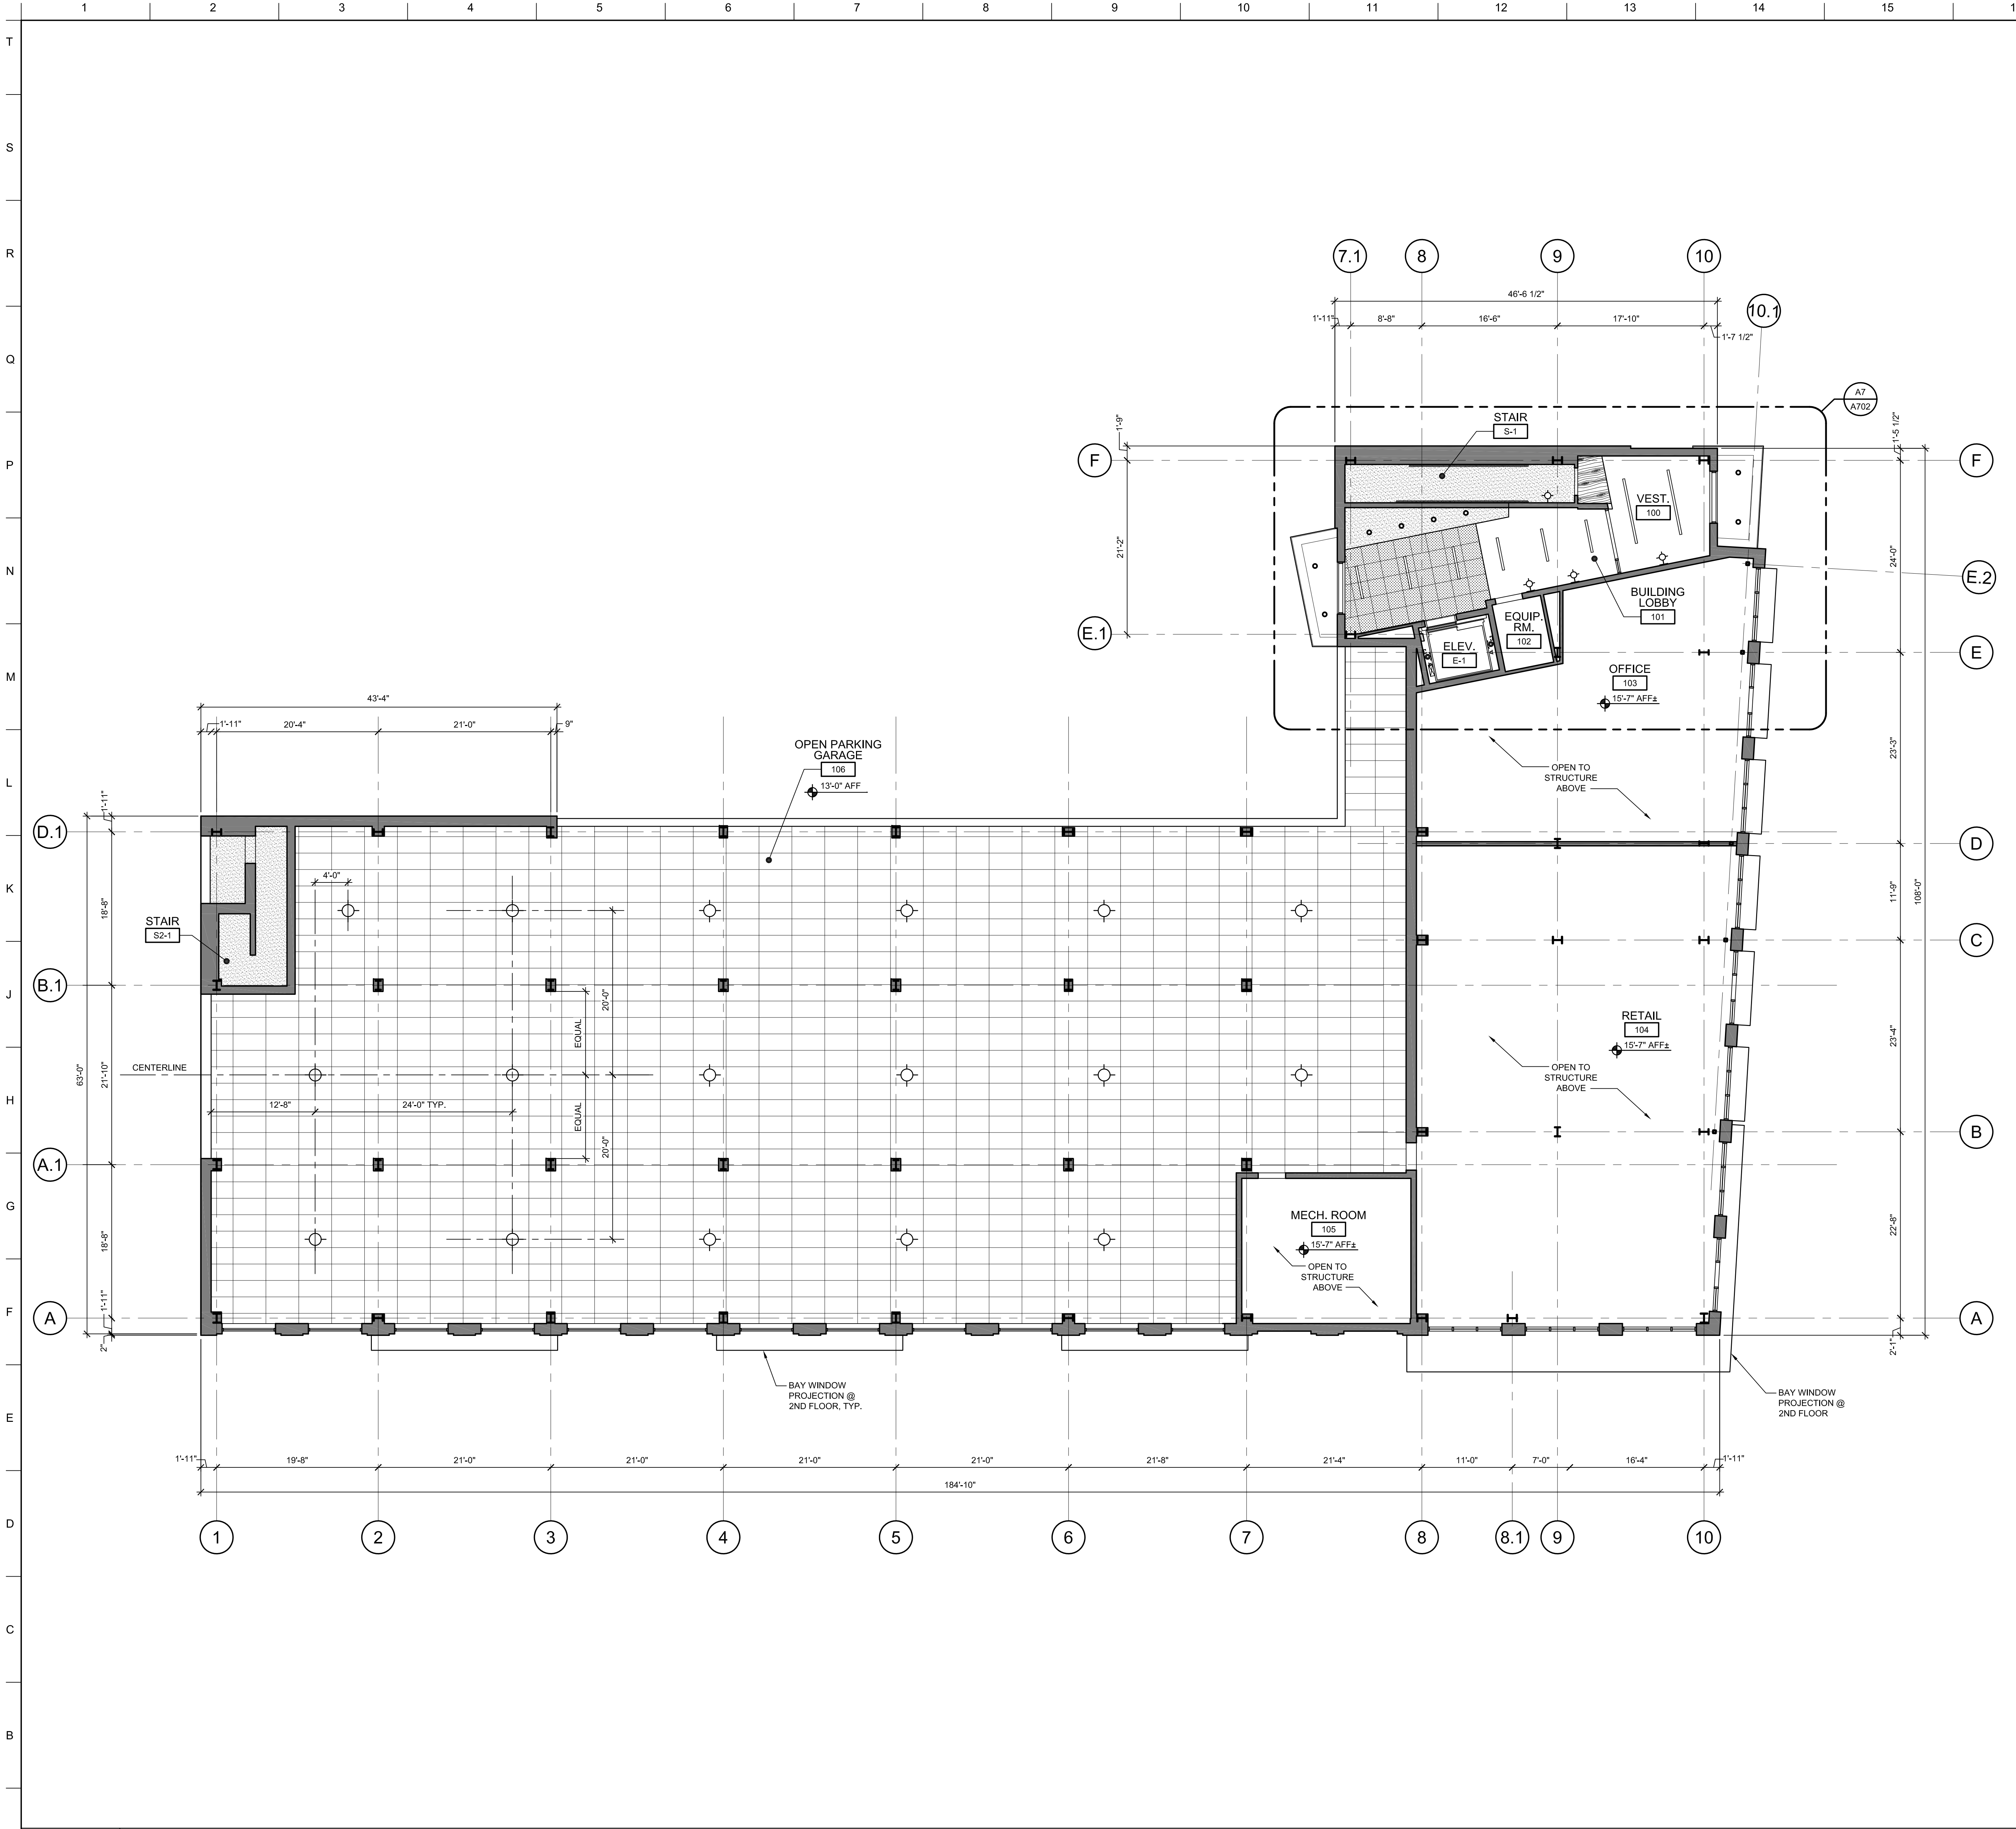 1 2 3 4 5 6 7 8 9 10 11 12 13 14 15
T
S
R
7.1 8 9 10
46'-6 1/2"
10.1
1'-11" 8'-8" 16'-6" 17'-10"
1'-7 1/2"
Q
A7
A702
1'-9"
1'-5 1/2"
STAIR
S-1
P
F
F
VEST.
100
21'-2"
24'-0"
N
E.2
BUILDING
LOBBY
101
EQUIP.
RM.
102
E.1
ELEV.
E-1
E
M
OFFICE
103
15'-7" AFF±
43'-4"
1'-11" 20'-4" 21'-0" 9"
OPEN PARKING
GARAGE
106
13'-0" AFF
23'-3"
OPEN TO
STRUCTURE
ABOVE
L
1'-11"
D.1
D
4'-0"
K
18'-8"
11'-9"
108'-0"
STAIR
S2-1
C
B.1
J
20'-0"
EQUAL
RETAIL
104
15'-7" AFF±
23'-4"
CENTERLINE
63'-0"
21'-10"
OPEN TO
STRUCTURE
ABOVE
H
12'-8" 24'-0" TYP.
EQUAL
20'-0"
B
A.1
G
18'-8"
MECH. ROOM
105
15'-7" AFF±
OPEN TO
STRUCTURE
ABOVE
22'-8"
F
1'-11"
A
A
2"
2'-1"
BAY WINDOW
PROJECTION @
2ND FLOOR, TYP.
BAY WINDOW
PROJECTION @
2ND FLOOR
E
1'-11" 19'-8" 21'-0" 21'-0" 21'-0" 21'-0" 21'-8" 21'-4" 11'-0" 7'-0" 16'-4" 1'-11"
184'-10"
D
1 2 3 4 5 6 7 8 8.1 9 10
C
B